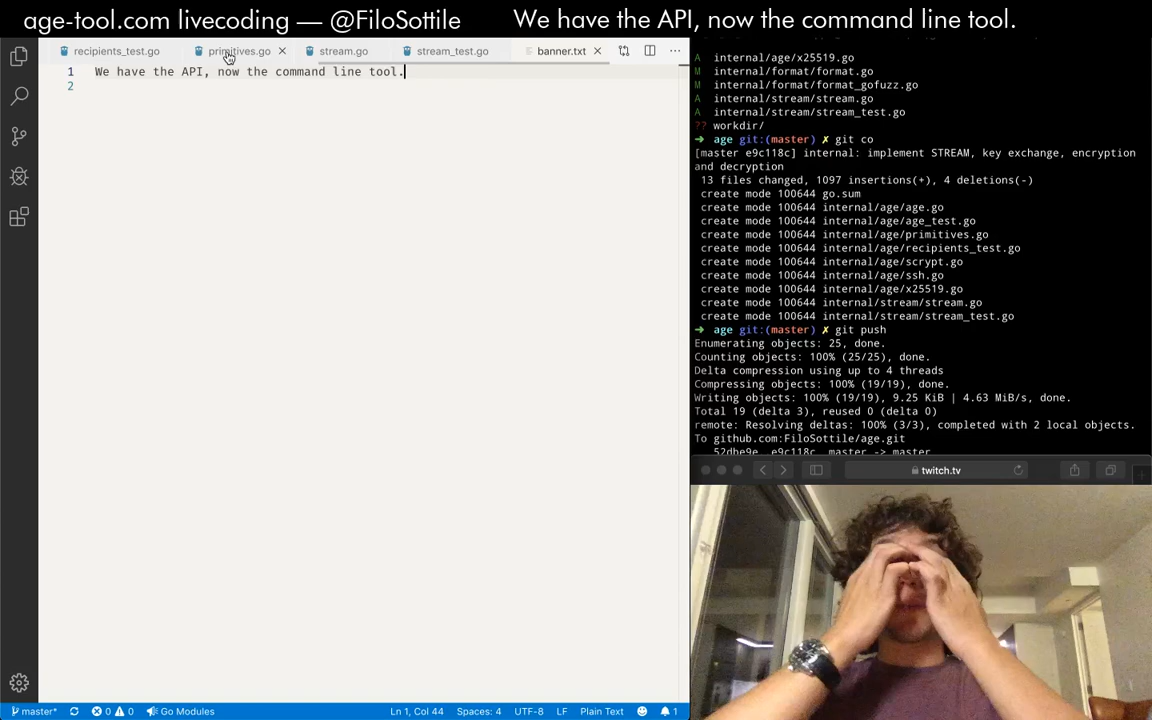 age-tool.com livecoding — @FiloSottile
We have the API, now the command line tool.
recipients_test.go
primitives.go
stream.go
stream_test.go
banner.txt
1 We have the API, now the command line tool.
2
A internal/age/x25519.go
M internal/format/format.go
M internal/format/format_gofuzz.go
A internal/stream/stream.go
A internal/stream/stream_test.go
?? workdir/
➜ age git:(master) ✗ git co
[master e9c118c] internal: implement STREAM, key exchange, encryption
and decryption
13 files changed, 1097 insertions(+), 4 deletions(-)
create mode 100644 go.sum
create mode 100644 internal/age/age.go
create mode 100644 internal/age/age_test.go
create mode 100644 internal/age/primitives.go
create mode 100644 internal/age/recipients_test.go
create mode 100644 internal/age/scrypt.go
create mode 100644 internal/age/ssh.go
create mode 100644 internal/age/x25519.go
create mode 100644 internal/stream/stream.go
create mode 100644 internal/stream/stream_test.go
➜ age git:(master) ✗ git push
Enumerating objects: 25, done.
Counting objects: 100% (25/25), done.
Delta compression using up to 4 threads
Compressing objects: 100% (19/19), done.
Writing objects: 100% (19/19), 9.25 KiB | 4.63 MiB/s, done.
Total 19 (delta 3), reused 0 (delta 0)
remote: Resolving deltas: 100% (3/3), completed with 2 local objects.
To github.com:FiloSottile/age.git
52dbe9e..e9c118c master -> master
twitch.tv
master*
0
0
Go Modules
Ln 1, Col 44
Spaces: 4
UTF-8
LF
Plain Text
1